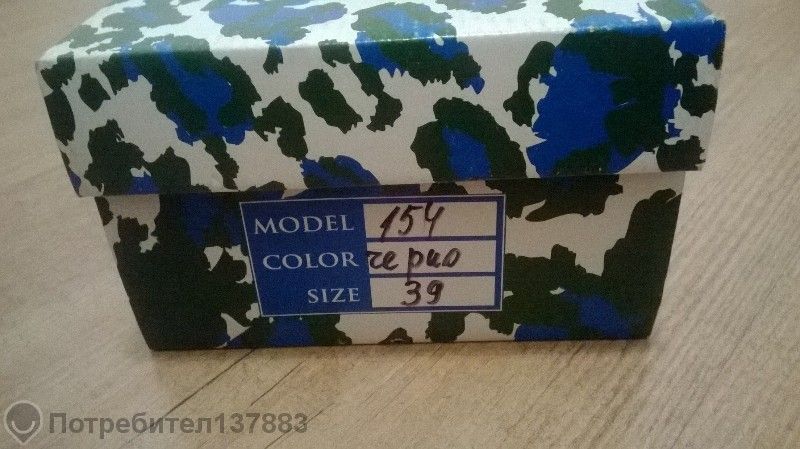 MODEL 154
COLOR черно
SIZE 39
Потребител137883